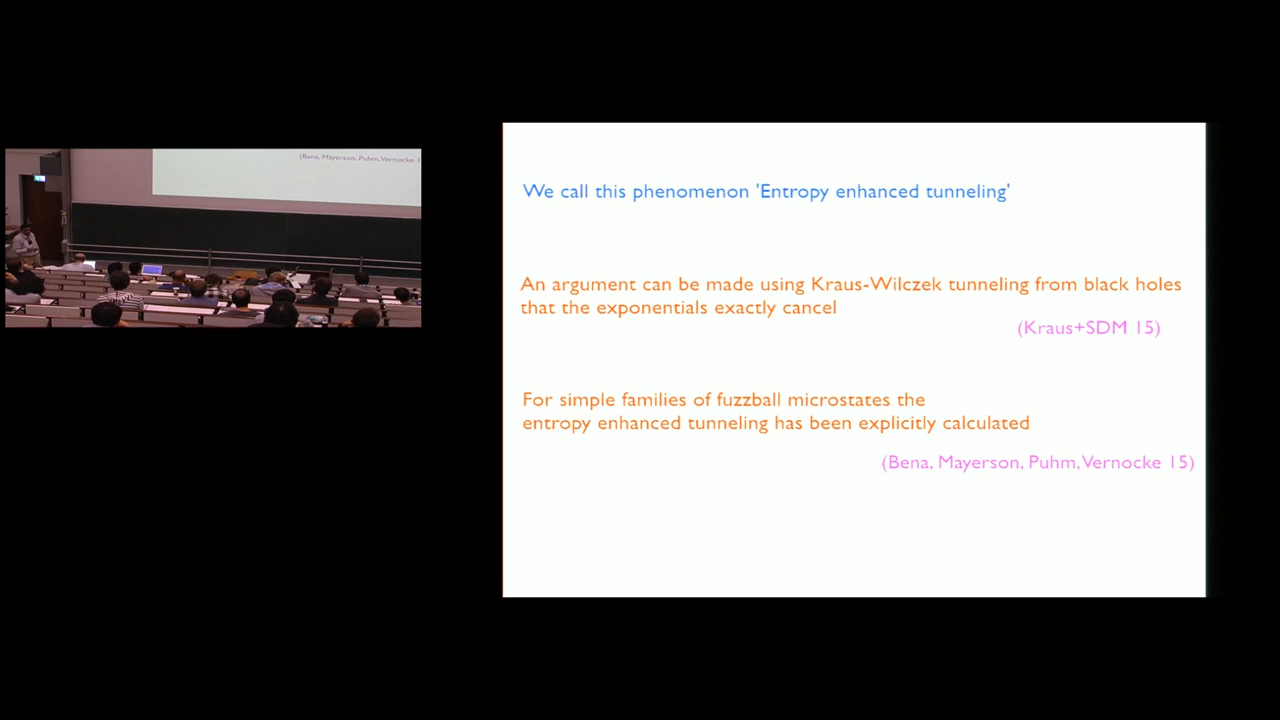 (Bena, Mayerson, Puhm, Vernocke 1
We call this phenomenon 'Entropy enhanced tunneling'
An argument can be made using Kraus-Wilczek tunneling from black holes
that the exponentials exactly cancel
(Kraus+SDM 15)
For simple families of fuzzball microstates the
entropy enhanced tunneling has been explicitly calculated
(Bena, Mayerson, Puhm, Vernocke 15)